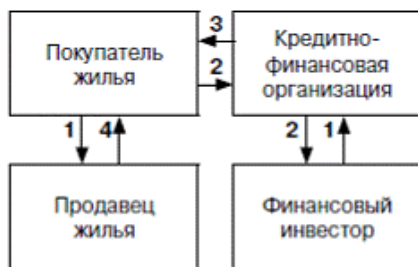 Покупатель
жилья
3
2
Кредитно-
финансовая
организация
1
4
2
1
Продавец
жилья
Финансовый
инвестор